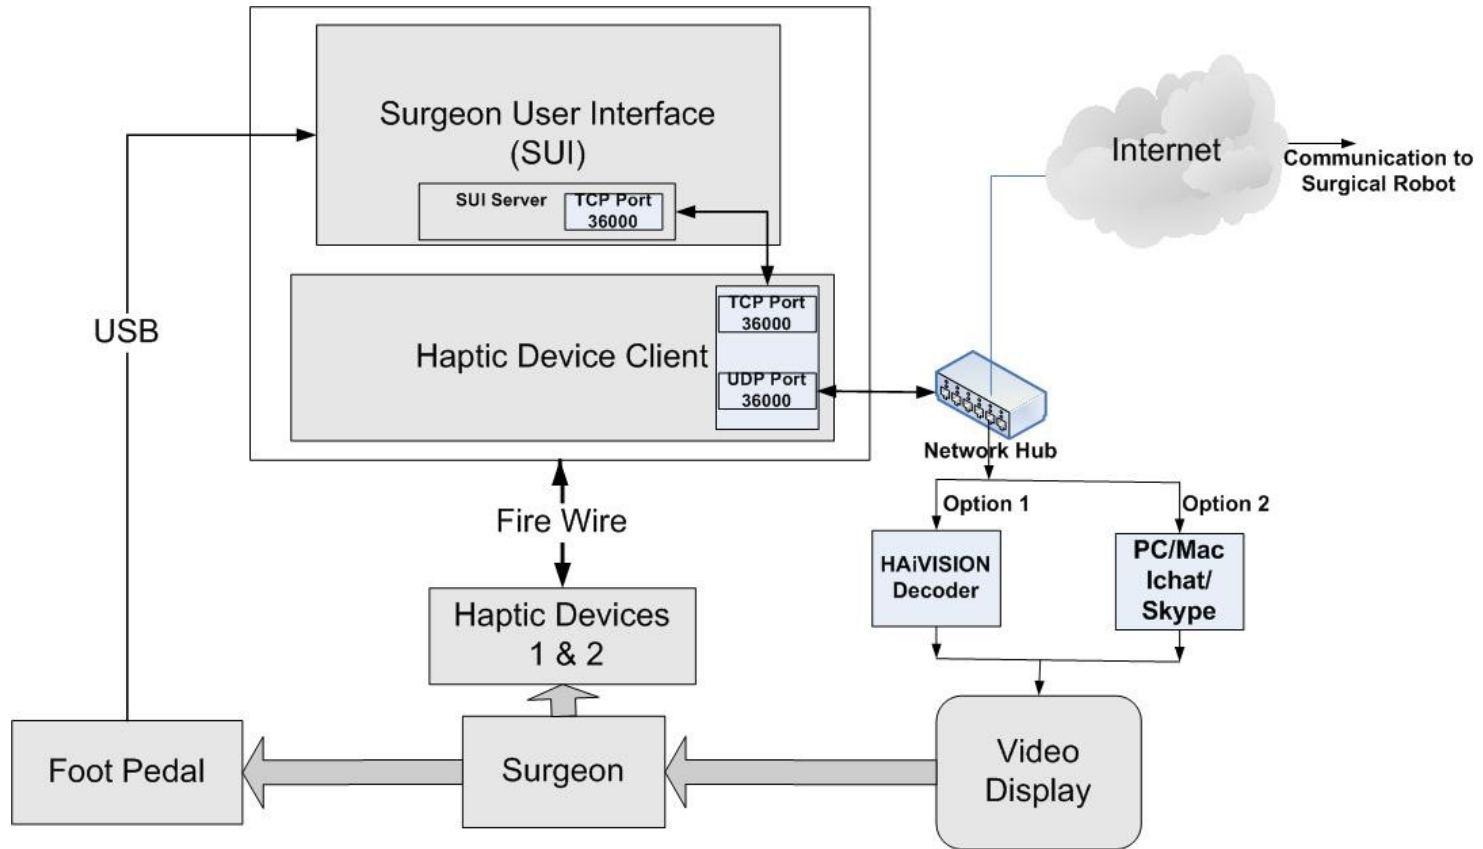 Surgeon User Interface
(SUI)
SUI Server
TCP Port
36000
Internet
Communication to
Surgical Robot
USB
Haptic Device Client
TCP Port
36000
UDP Port
36000
Network Hub
Fire Wire
Option 1
Option 2
HAiVISION
Decoder
PC/Mac
Ichat/
Skype
Haptic Devices
1 & 2
Foot Pedal
Surgeon
Video
Display